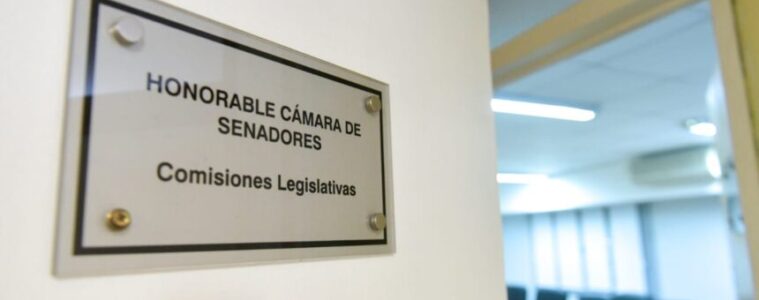 HONORABLE CÁMARA DE
SENADORES
Comisiones Legislativas